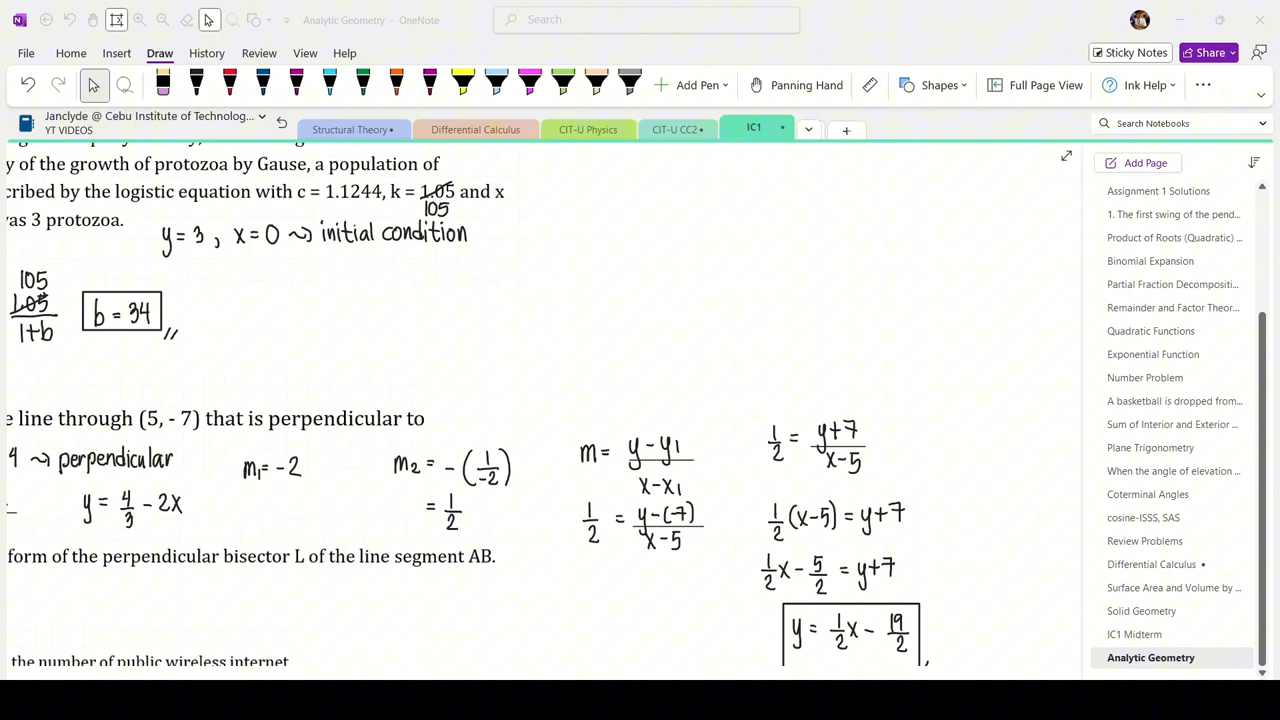 Analytic Geometry - OneNote
Search
File Home Insert Draw History Review View Help
Sticky Notes
Share
Add Pen
Panning Hand
Shapes
Full Page View
Ink Help
Janclyde @ Cebu Institute of Technolog...
YT VIDEOS
Structural Theory
Differential Calculus
CIT-U Physics
CIT-U CC2
IC1
Search Notebooks
y of the growth of protozoa by Gause, a population of
cribed by the logistic equation with c = 1.1244, k = 1.05 and x
105
as 3 protozoa.
y = 3 , x = 0 ~> initial condition
105
1.05
1+b
b = 34
e line through (5, - 7) that is perpendicular to
4 ~> perpendicular
m₁= -2
m₂ = -(1/-2)
y = 4/3 - 2x
= 1/2
form of the perpendicular bisector L of the line segment AB.
the number of public wireless internet
m = y-y₁/x-x₁
1/2 = y-(-7)/x-5
1/2 = y+7/x-5
1/2(x-5) = y+7
1/2x - 5/2 = y+7
y = 1/2x - 19/2
Add Page
Assignment 1 Solutions
1. The first swing of the pend...
Product of Roots (Quadratic) ...
Binomial Expansion
Partial Fraction Decompositi...
Remainder and Factor Theor...
Quadratic Functions
Exponential Function
Number Problem
A basketball is dropped from...
Sum of Interior and Exterior ...
Plane Trigonometry
When the angle of elevation ...
Coterminal Angles
cosine-ISSS, SAS
Review Problems
Differential Calculus
Surface Area and Volume by ...
Solid Geometry
IC1 Midterm
Analytic Geometry